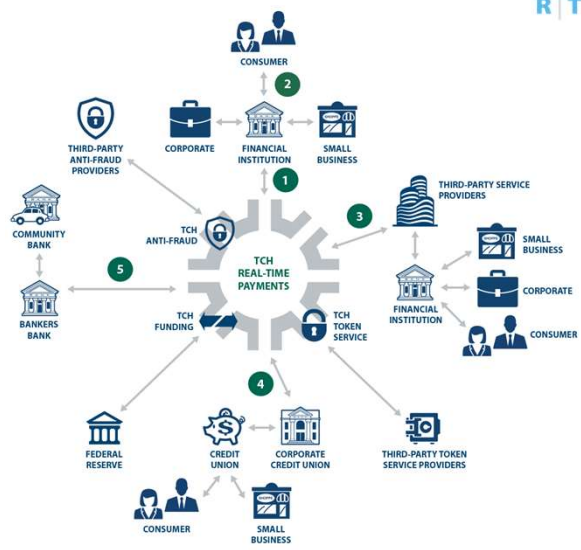 R T
CONSUMER
2
THIRD-PARTY
ANTI-FRAUD
PROVIDERS
CORPORATE
FINANCIAL
INSTITUTION
SMALL
BUSINESS
1
THIRD-PARTY SERVICE
PROVIDERS
3
COMMUNITY
BANK
TCH
ANTI-FRAUD
TCH
REAL-TIME
PAYMENTS
SMALL
BUSINESS
5
CORPORATE
FINANCIAL
INSTITUTION
BANKERS
BANK
TCH
FUNDING
TCH
TOKEN
SERVICE
CONSUMER
4
FEDERAL
RESERVE
CREDIT
UNION
CORPORATE
CREDIT UNION
THIRD-PARTY TOKEN
SERVICE PROVIDERS
CONSUMER
SMALL
BUSINESS